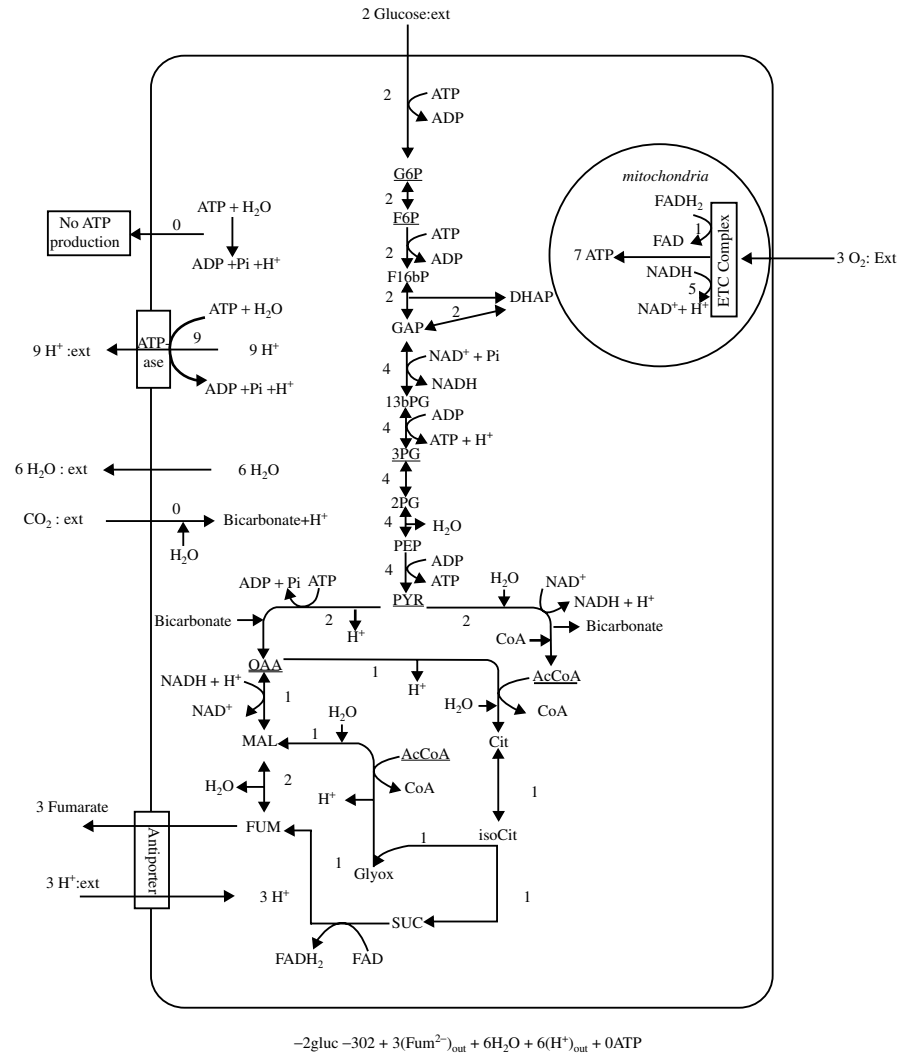 2 Glucose:ext
2
ATP
ADP
G6P
2
F6P
2
ATP
ADP
F16bP
2
DHAP
2
GAP
4
NAD⁺ + Pi
NADH
13bPG
4
ADP
ATP + H⁺
3PG
4
2PG
4
H₂O
PEP
4
ADP
ATP
PYR
mitochondria
FADH₂
1
FAD
7 ATP
NADH
5
NAD⁺+ H⁺
ETC Complex
3 O₂: Ext
No ATP
production
0
ATP + H₂O
ADP +Pi + H⁺
ATP + H₂O
9 H⁺ :ext
ATP-
ase
9
9 H⁺
ADP +Pi + H⁺
6 H₂O : ext
6 H₂O
CO₂ : ext
0
Bicarbonate+H⁺
H₂O
ADP + Pi
ATP
2
H⁺
Bicarbonate
H₂O
NAD⁺
NADH + H⁺
2
Bicarbonate
CoA
AcCoA
OAA
1
H⁺
H₂O
CoA
Cit
NADH + H⁺
1
NAD⁺
MAL
1
H₂O
AcCoA
CoA
H⁺
1
Glyox
1
isoCit
1
1
H₂O
2
FUM
3 Fumarate
Antiporter
3 H⁺:ext
3 H⁺
SUC
FADH₂
FAD
−2gluc −302 + 3(Fum²⁻)out + 6H₂O + 6(H⁺)out + 0ATP